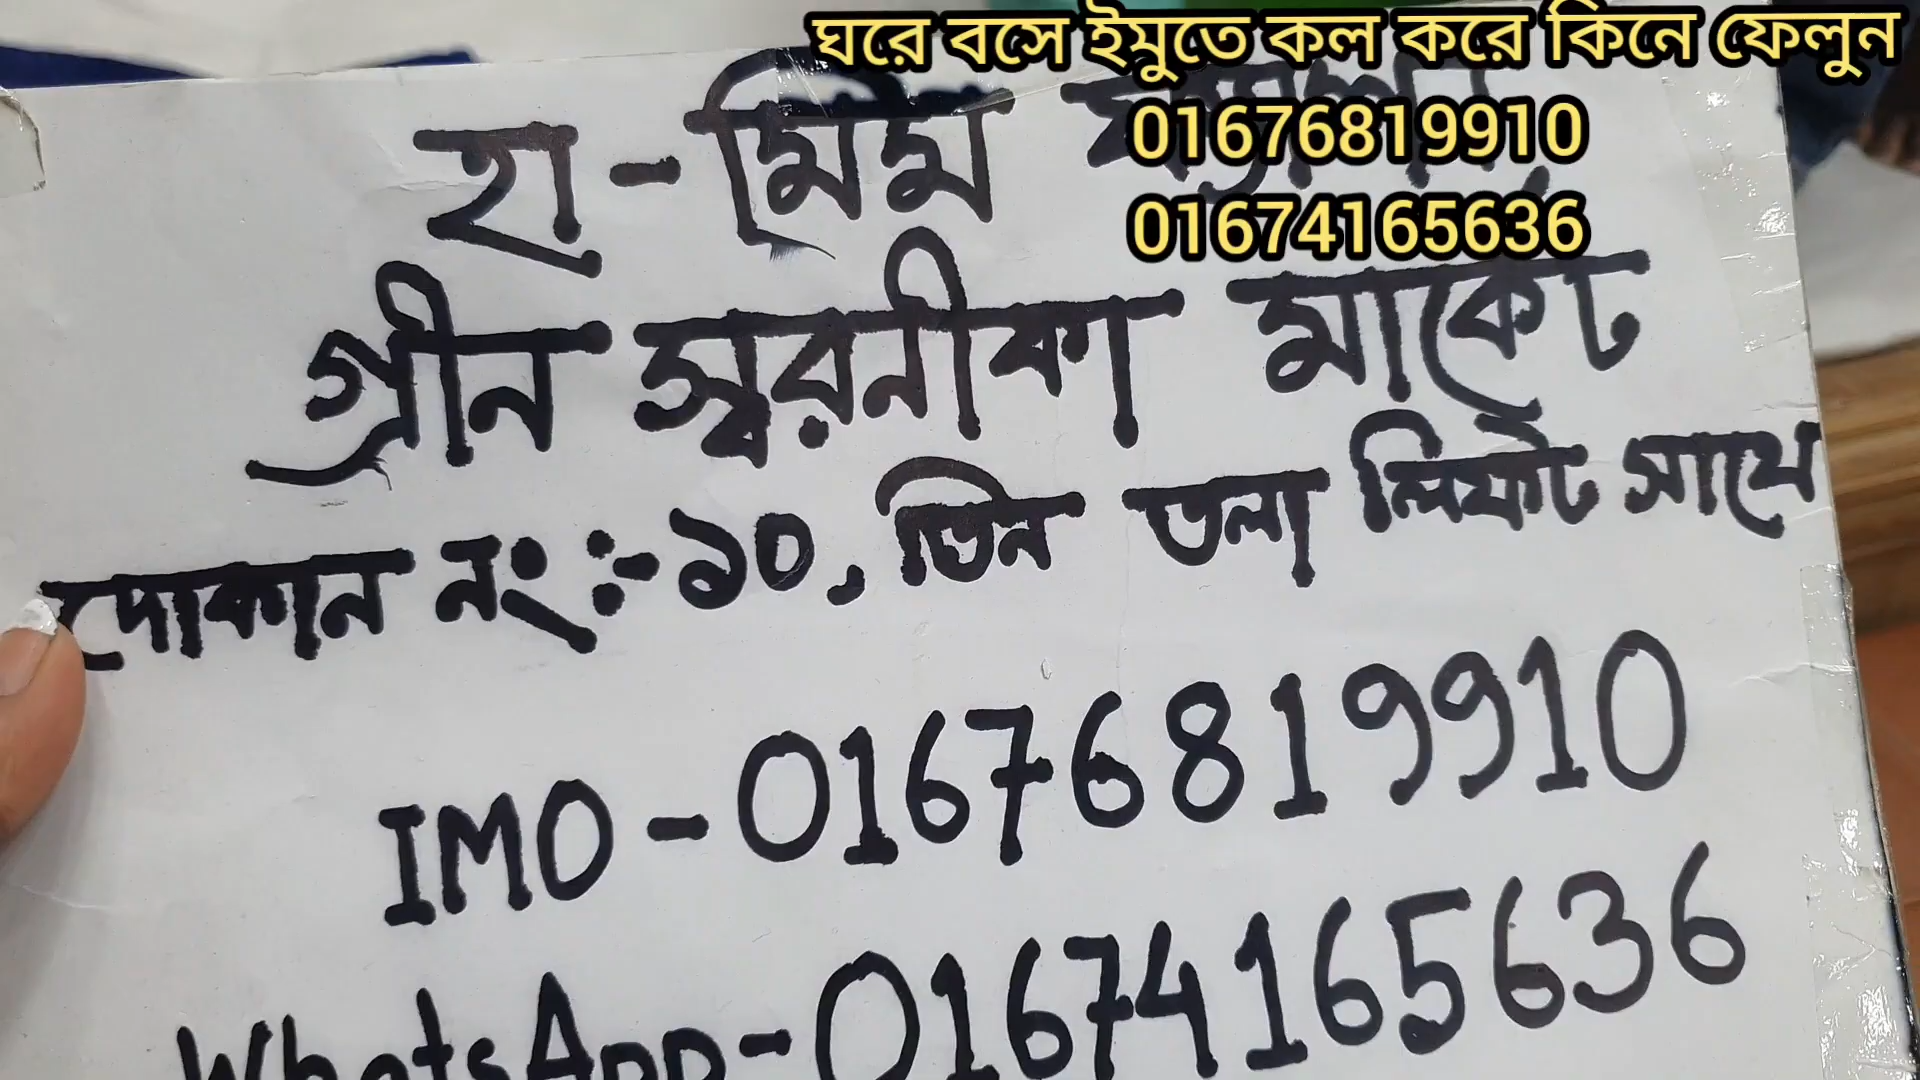 ঘরে বসে ইমুতে কল করে কিনে ফেলুন
01676819910
01674165636
হা-মিম
গ্রীন স্বরনীকা মার্কেট
দোকান নং:-১০, তিন তলা লিফট সাথে
IMO-01676819910
WhatsApp-01674165636